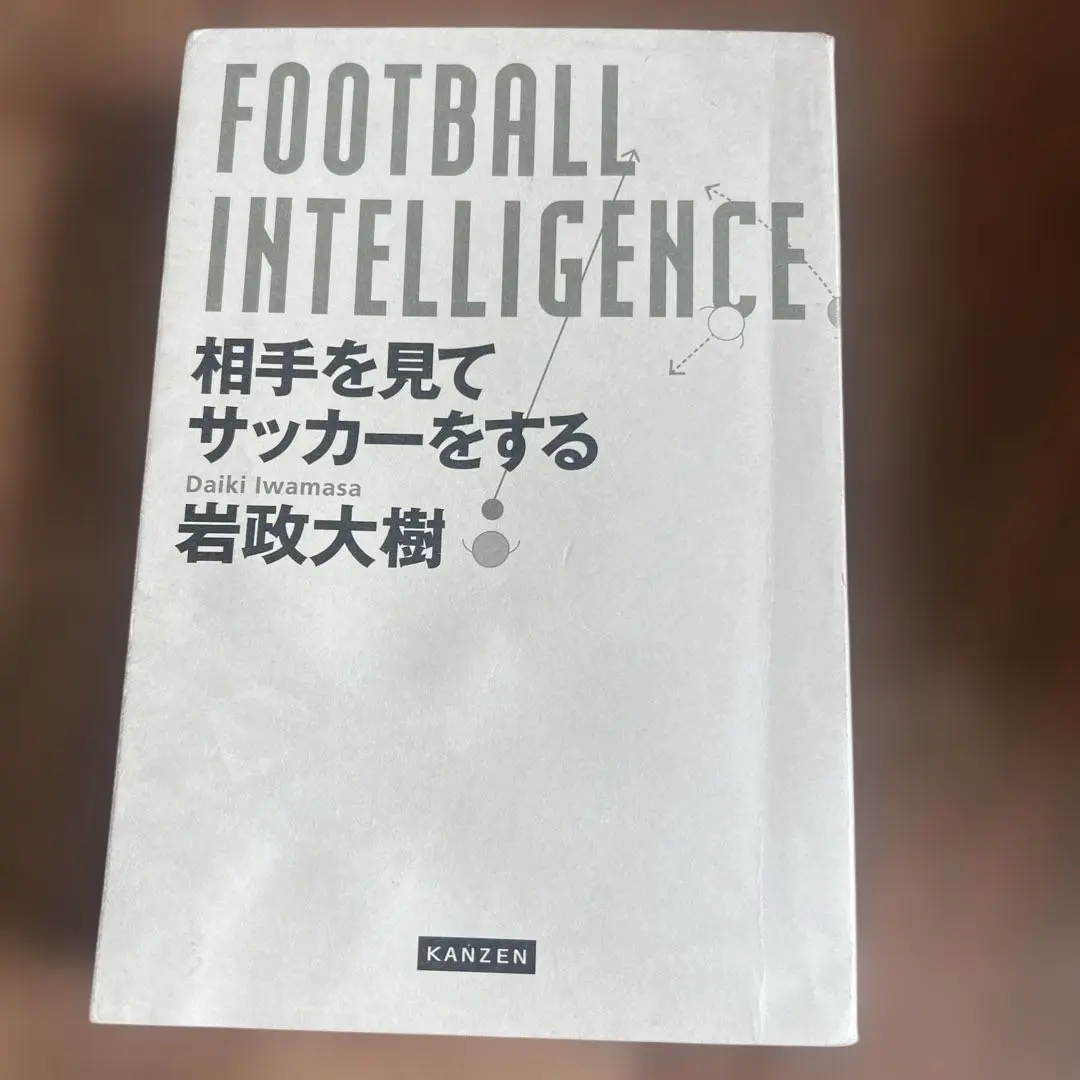 FOOTBALL
INTELLIGENCE
相手を見て
サッカーをする
Daiki Iwamasa
岩政大樹
KANZEN